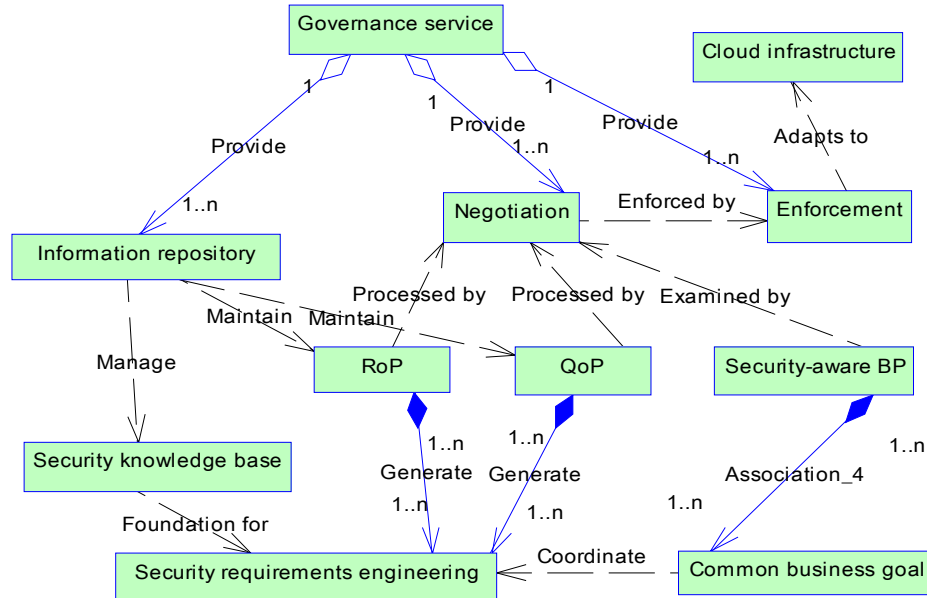 Governance service
Cloud infrastructure
1
1
1
Adapts to
Provide
Provide
Provide
1..n
1..n
1..n
Negotiation
Enforced by
Enforcement
Information repository
Processed by
Processed by
Examined by
Maintain
Maintain
Manage
RoP
QoP
Security-aware BP
1..n
1..n
1..n
Security knowledge base
Generate
Generate
Association_4
1..n
1..n
1..n
Foundation for
Coordinate
Security requirements engineering
Common business goal